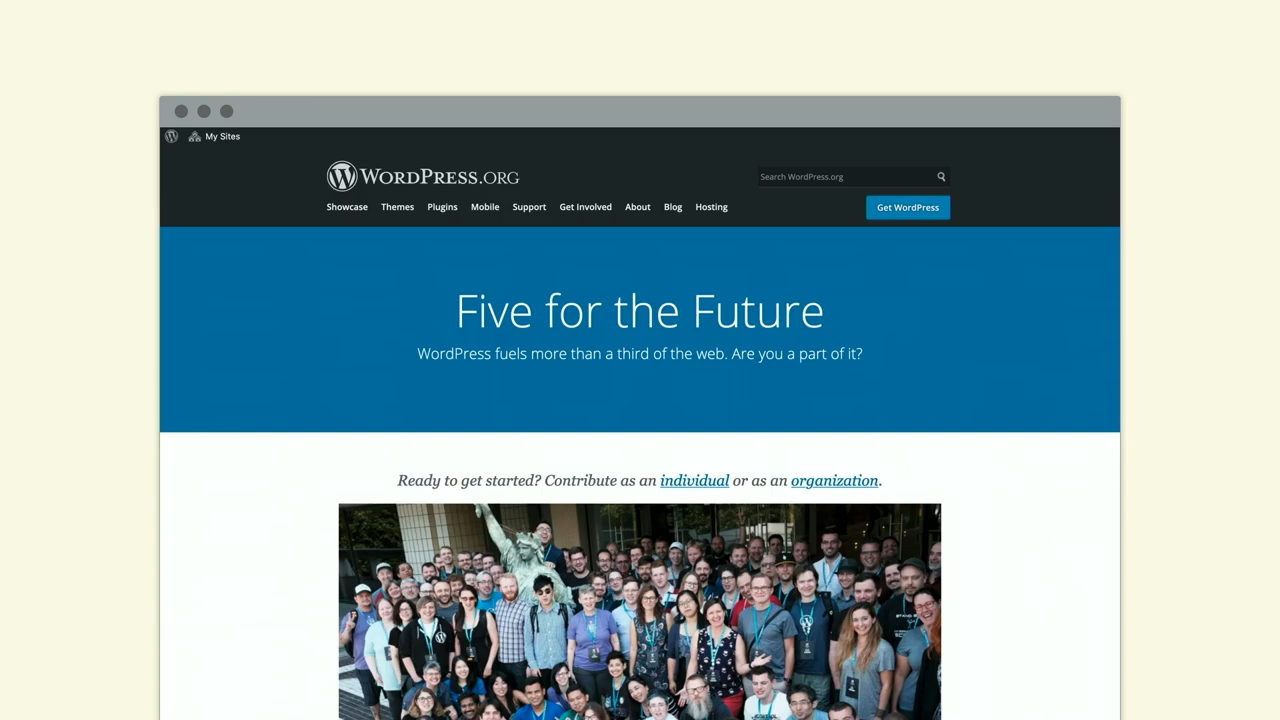 My Sites
WORDPRESS.ORG
Search WordPress.org
Showcase Themes Plugins Mobile Support Get Involved About Blog Hosting
Get WordPress
Five for the Future
WordPress fuels more than a third of the web. Are you a part of it?
Ready to get started? Contribute as an individual or as an organization.